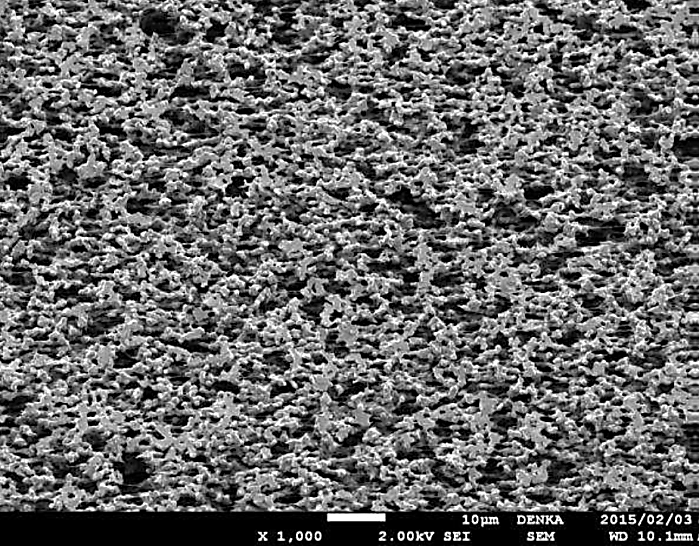 10µm DENKA 2015/02/03
X 1,000 2.00kV SEI SEM WD 10.1mm